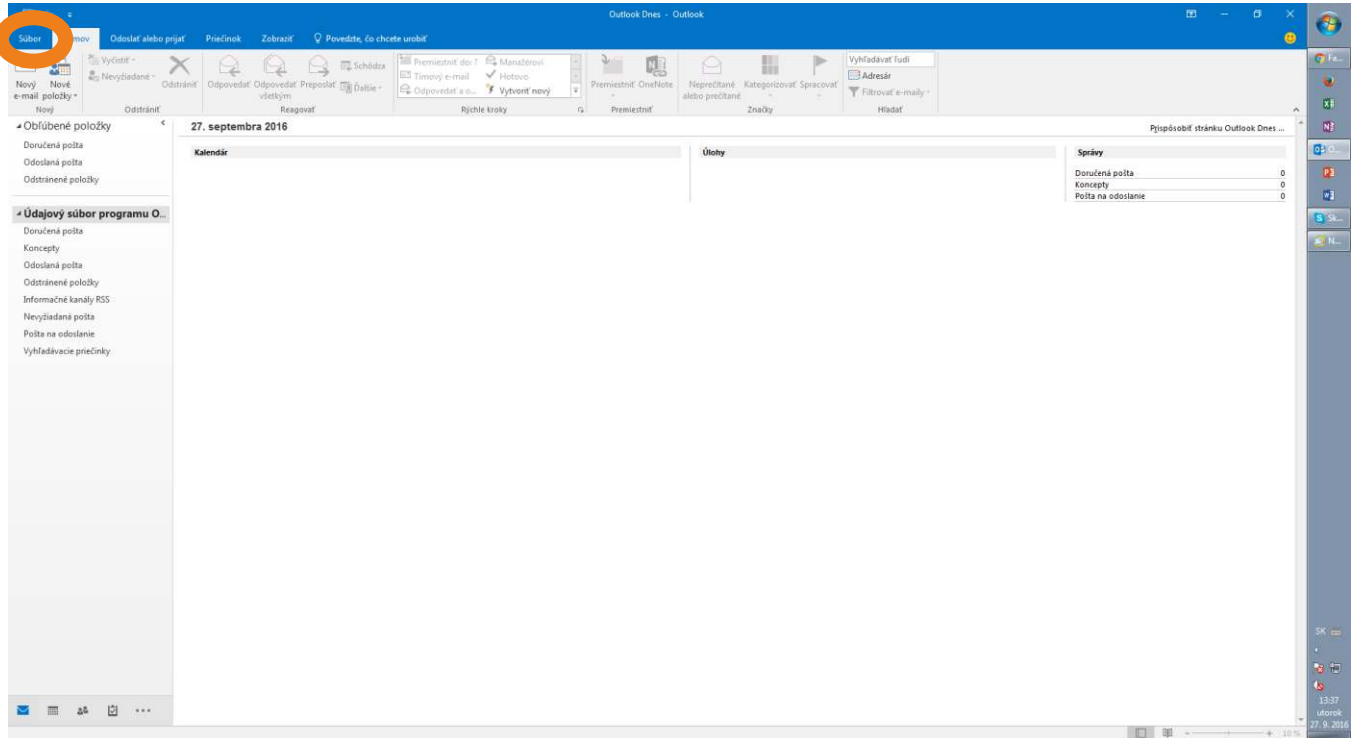 Outlook Dnes - Outlook
Súbor
Odoslať alebo prijať Priečinok Zobraziť Povedzte, čo chcete urobiť
Nový e-mail
Nové položky
Nový
Vyčistiť
Nevyžiadané
Odstrániť
Odstrániť
Odpovedať
Odpovedať všetkým
Preposlať
Schôdza
Ďalšie
Reagovať
Premiestniť do: ?
Tímový e-mail
Odpovedať a o...
Manažérovi
Hotovo
Vytvoriť nový
Rýchle kroky
Premiestniť
OneNote
Premiestniť
Neprečítané alebo prečítané
Kategorizovať
Spracovať
Značky
Vyhľadávať ľudí
Adresár
Filtrovať e-maily
Hľadať
Obľúbené položky
Doručená pošta
Odoslaná pošta
Odstránené položky
Údajový súbor programu O...
Doručená pošta
Koncepty
Odoslaná pošta
Odstránené položky
Informačné kanály RSS
Nevyžiadaná pošta
Pošta na odoslanie
Vyhľadávacie priečinky
27. septembra 2016
Prispôsobiť stránku Outlook Dnes ...
Kalendár
Úlohy
Správy
Doručená pošta 0
Koncepty 0
Pošta na odoslanie 0
10 %
Fa...
O...
Sk...
N...
SK
13:37
utorok
27. 9. 2016